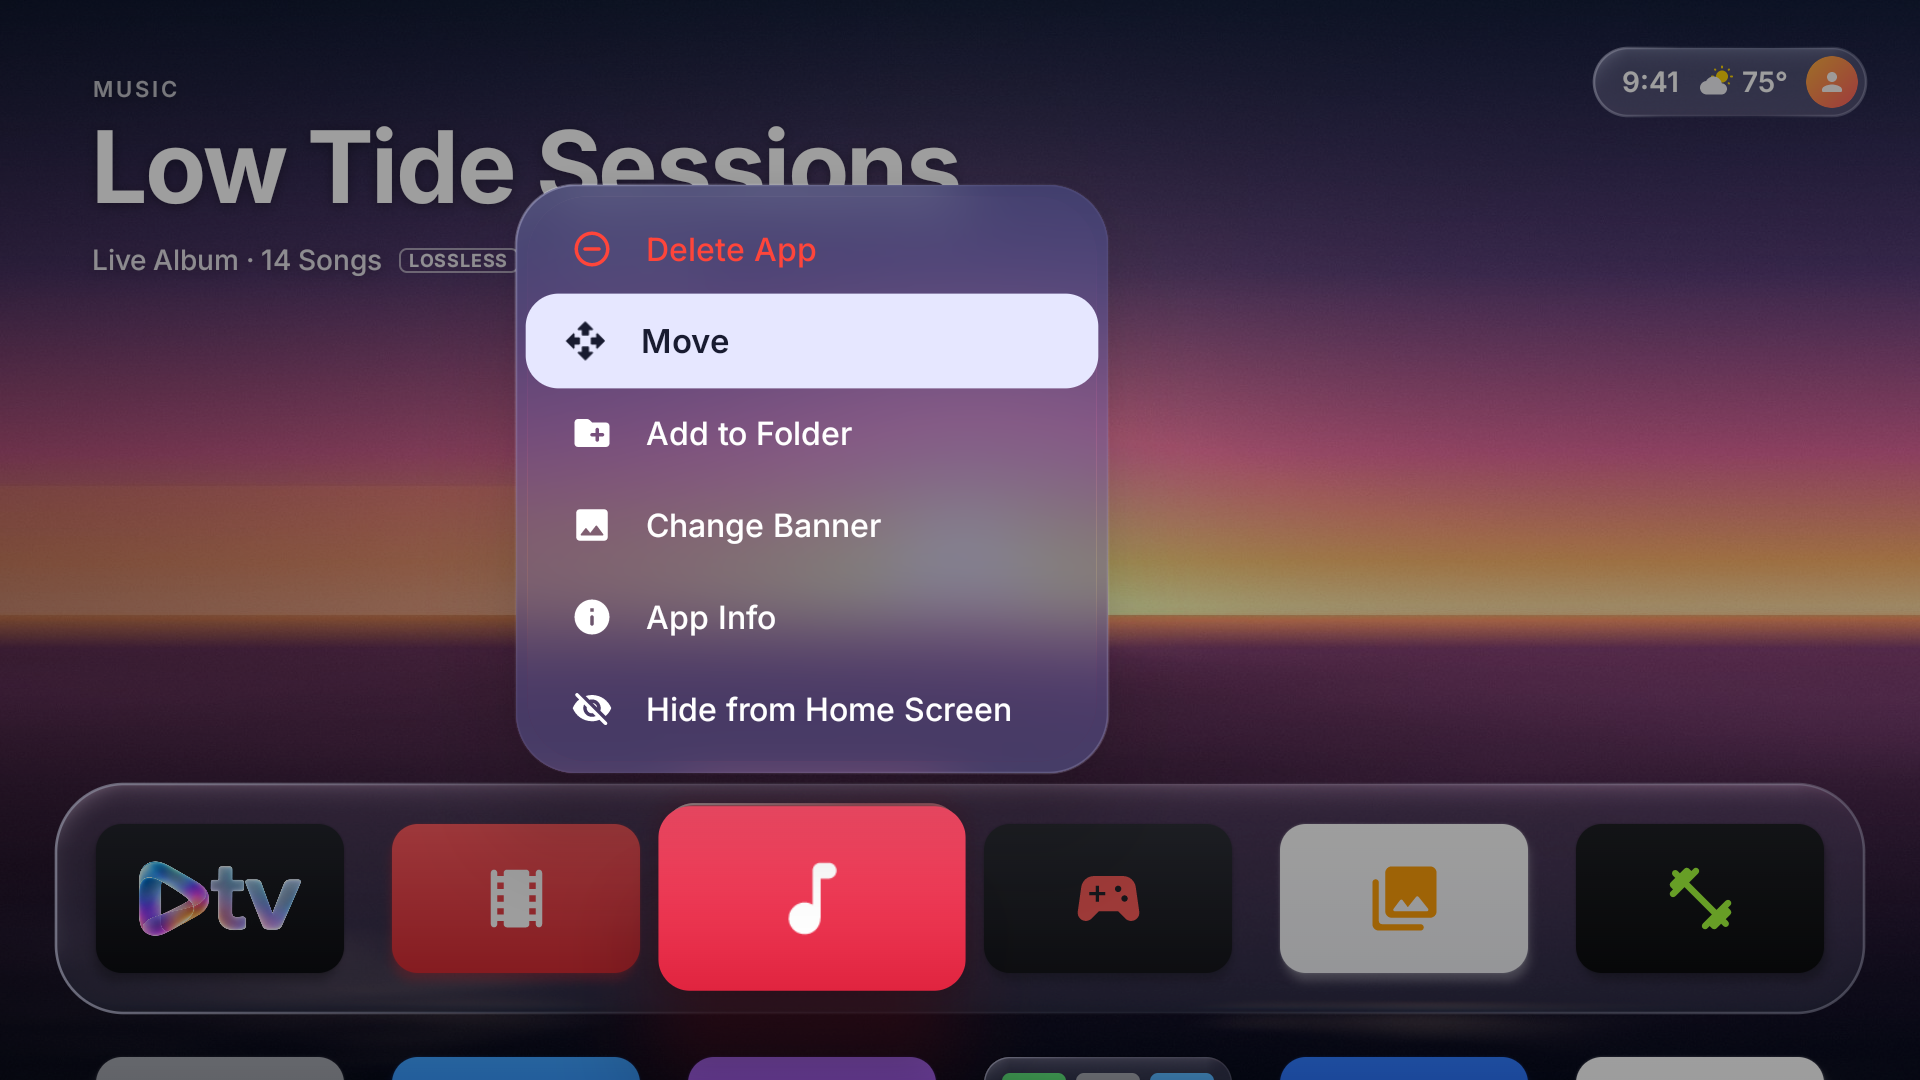 MUSIC
9:41 75°
Low Tide Sessions
Live Album · 14 Songs LOSSLESS
Delete App
Move
Add to Folder
Change Banner
App Info
Hide from Home Screen
tv